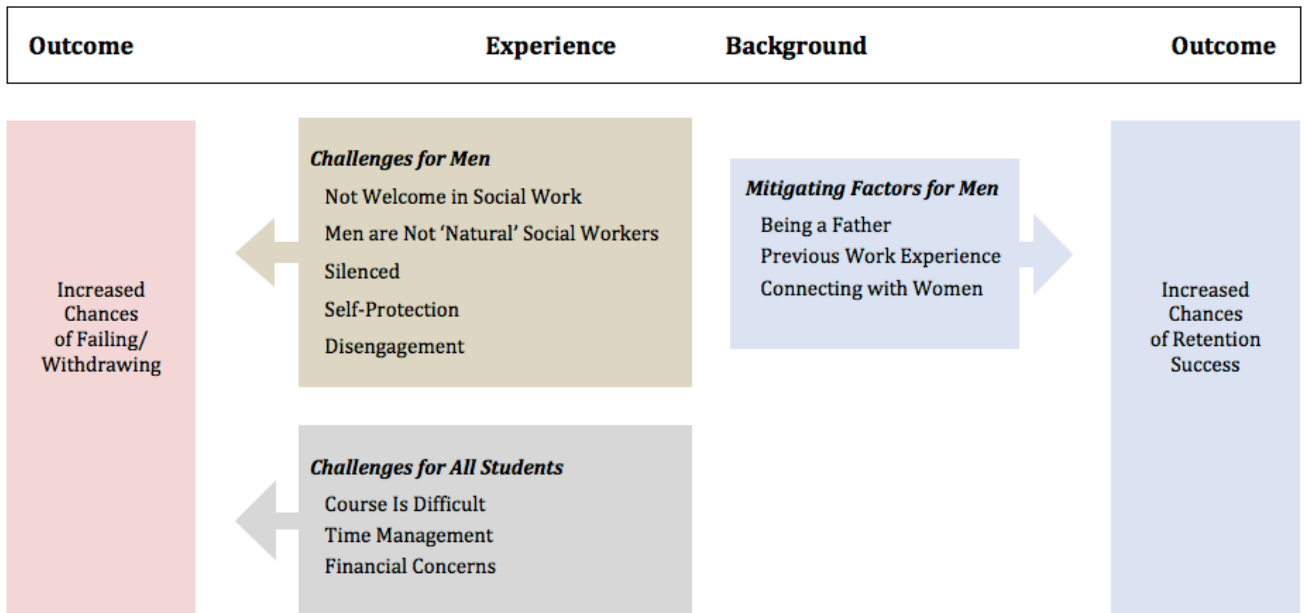 Outcome Experience Background Outcome
Increased
Chances
of Failing/
Withdrawing
Challenges for Men
Not Welcome in Social Work
Men are Not ‘Natural’ Social Workers
Silenced
Self-Protection
Disengagement
Challenges for All Students
Course Is Difficult
Time Management
Financial Concerns
Mitigating Factors for Men
Being a Father
Previous Work Experience
Connecting with Women
Increased
Chances
of Retention
Success